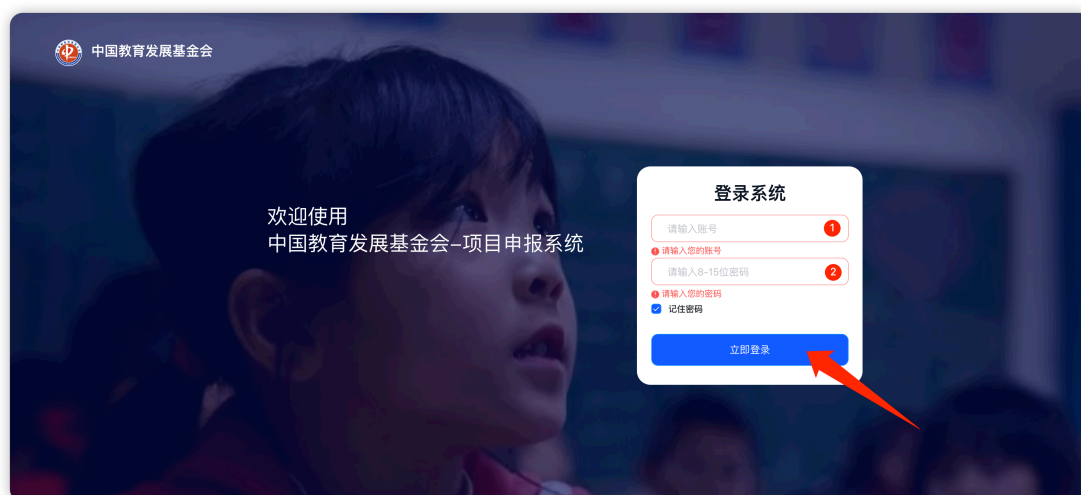 中国教育发展基金会
欢迎使用
中国教育发展基金会-项目申报系统
登录系统
请输入账号
1
请输入您的账号
请输入8-15位密码
2
请输入您的密码
记住密码
立即登录